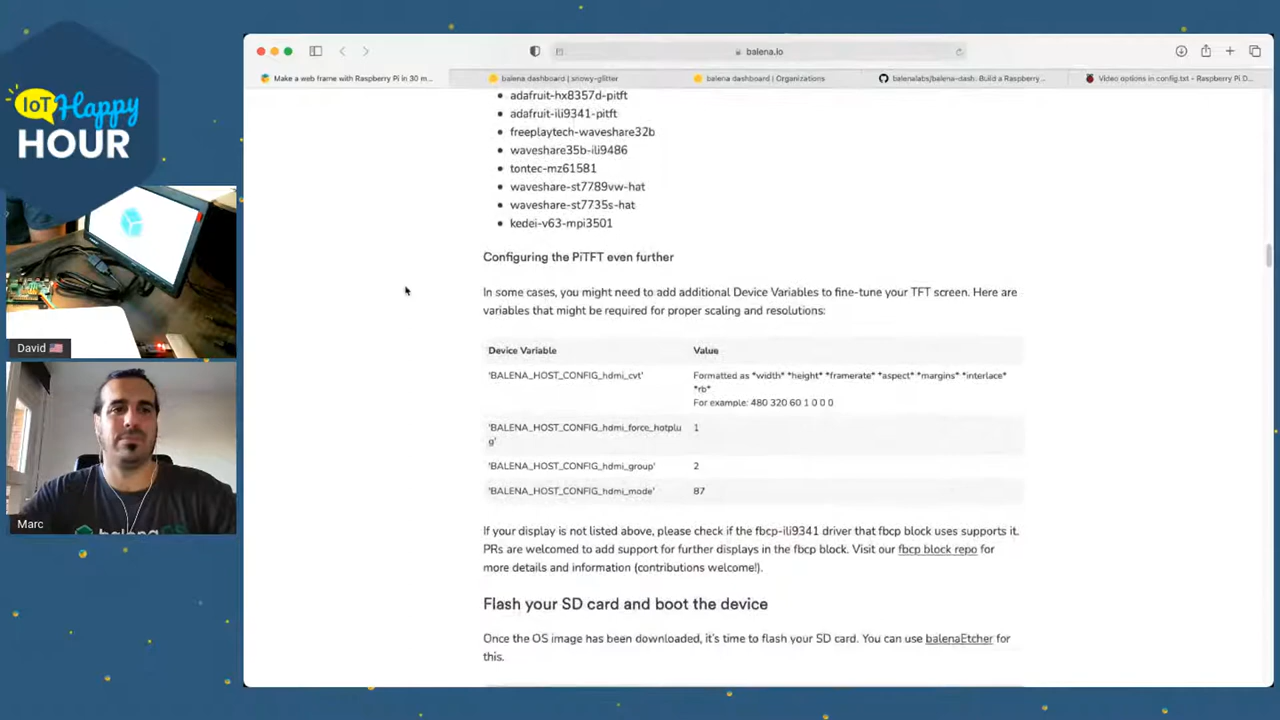 IoT Happy
HOUR
David
Marc
balenaOS
balena.io
Make a web frame with Raspberry Pi in 30 m...
balena dashboard | snowy-glitter
balena dashboard | Organizations
balenalabs/balena-dash: Build a Raspberry...
Video options in config.txt - Raspberry Pi D...
adafruit-hx8357d-pitft
adafruit-ili9341-pitft
freeplaytech-waveshare32b
waveshare35b-ili9486
tontec-mz61581
waveshare-st7789vw-hat
waveshare-st7735s-hat
kedei-v63-mpi3501
Configuring the PiTFT even further
In some cases, you might need to add additional Device Variables to fine-tune your TFT screen. Here are
variables that might be required for proper scaling and resolutions:
Device Variable Value
'BALENA_HOST_CONFIG_hdmi_cvt' Formatted as *width* *height* *framerate* *aspect* *margins* *interlace*
*rb*
For example: 480 320 60 1 0 0 0
'BALENA_HOST_CONFIG_hdmi_force_hotplu 1
g'
'BALENA_HOST_CONFIG_hdmi_group' 2
'BALENA_HOST_CONFIG_hdmi_mode' 87
If your display is not listed above, please check if the fbcp-ili9341 driver that fbcp block uses supports it.
PRs are welcomed to add support for further displays in the fbcp block. Visit our fbcp block repo for
more details and information (contributions welcome!).
Flash your SD card and boot the device
Once the OS image has been downloaded, it's time to flash your SD card. You can use balenaEtcher for
this.